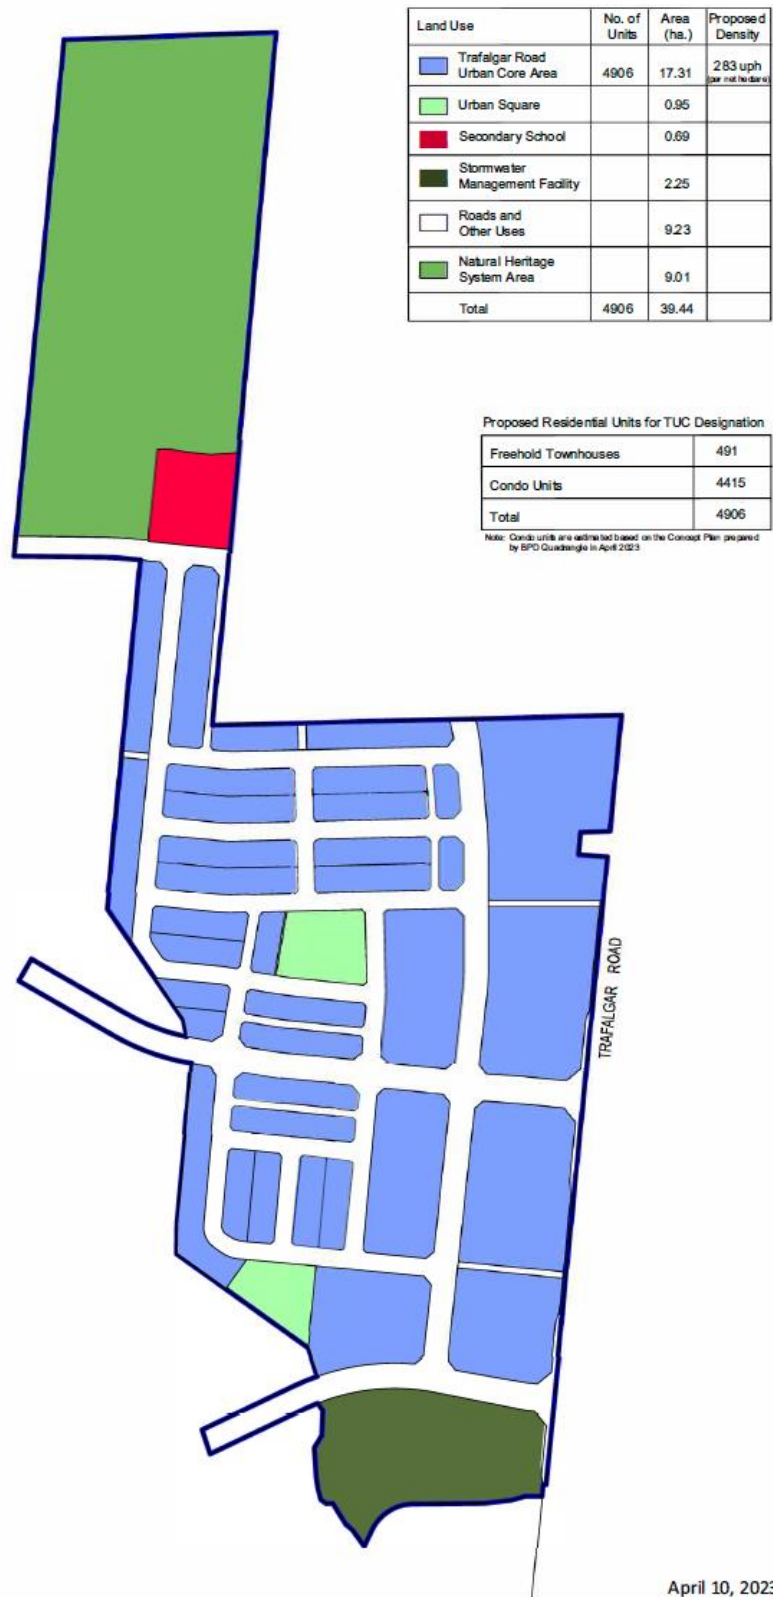 Land Use No. of Units Area (ha.) Proposed Density
Trafalgar Road
Urban Core Area 4906 17.31 283 uph
(per net hectare)
Urban Square 0.95
Secondary School 0.69
Stormwater
Management Facility 2.25
Roads and
Other Uses 9.23
Natural Heritage
System Area 9.01
Total 4906 39.44
Proposed Residential Units for TUC Designation
Freehold Townhouses 491
Condo Units 4415
Total 4906
Note: Condo units are estimated based on the Concept Plan prepared
by BPD Quadrangle in April 2023
TRAFALGAR ROAD
April 10, 2023